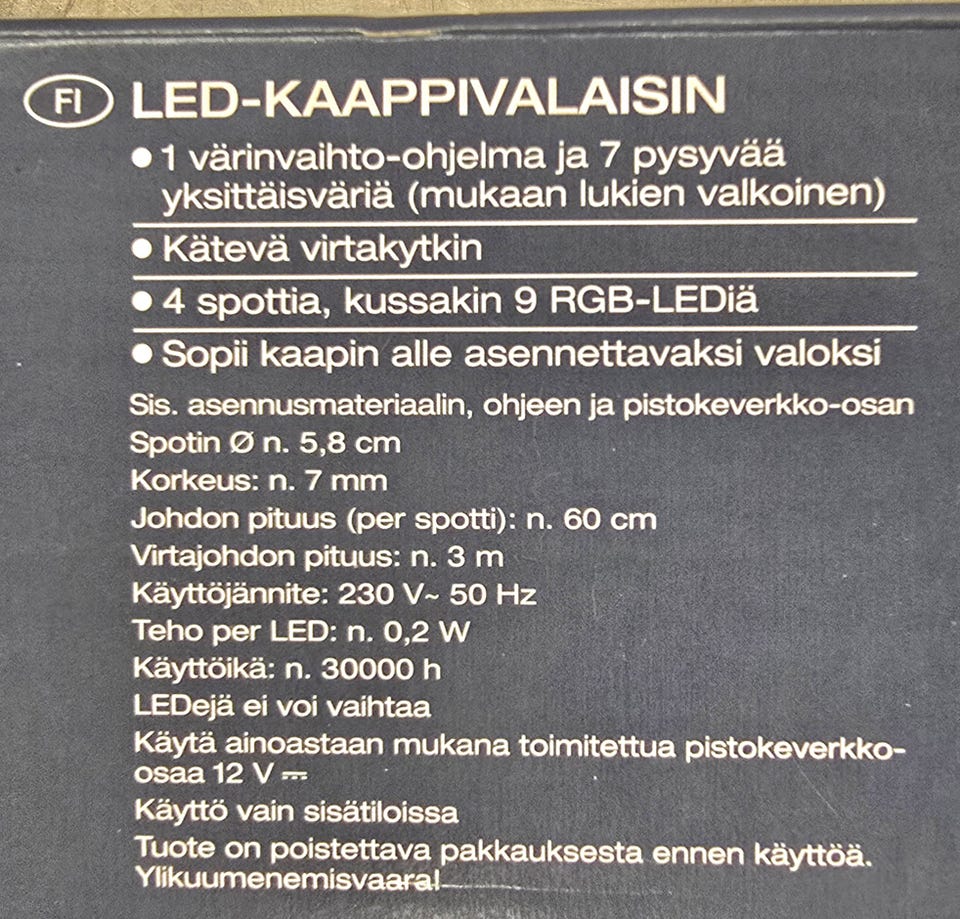 FI LED-KAAPPIVALAISIN
• 1 värinvaihto-ohjelma ja 7 pysyvää
yksittäisväriä (mukaan lukien valkoinen)
• Kätevä virtakytkin
• 4 spottia, kussakin 9 RGB-LEDiä
• Sopii kaapin alle asennettavaksi valoksi
Sis. asennusmateriaalin, ohjeen ja pistokeverkko-osan
Spotin Ø n. 5,8 cm
Korkeus: n. 7 mm
Johdon pituus (per spotti): n. 60 cm
Virtajohdon pituus: n. 3 m
Käyttöjännite: 230 V~ 50 Hz
Teho per LED: n. 0,2 W
Käyttöikä: n. 30000 h
LEDejä ei voi vaihtaa
Käytä ainoastaan mukana toimitettua pistokeverkko-
osaa 12 V ⎓
Käyttö vain sisätiloissa
Tuote on poistettava pakkauksesta ennen käyttöä.
Ylikuumenemisvaara!